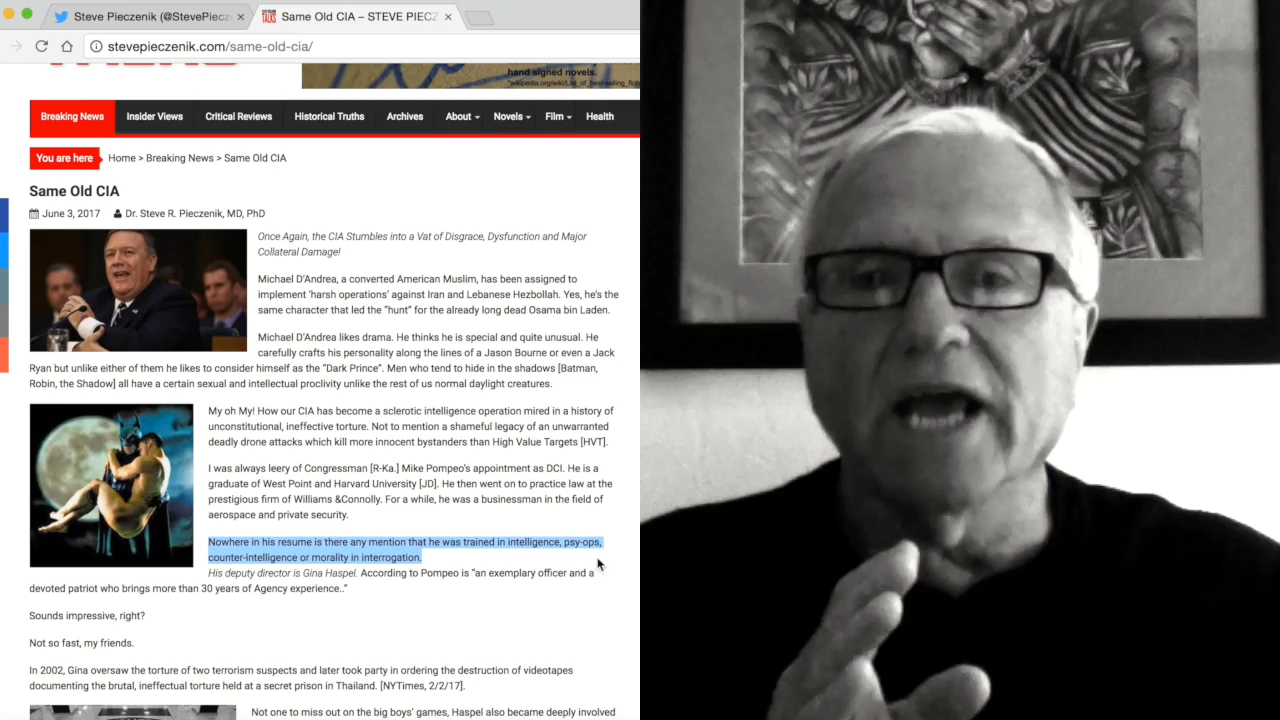 Steve Pieczenik (@StevePiecz
Same Old CIA – STEVE PIECZ
stevepieczenik.com/same-old-cia/
hand signed novels.
Breaking News
Insider Views
Critical Reviews
Historical Truths
Archives
About
Novels
Film
Health
You are here
Home > Breaking News > Same Old CIA
Same Old CIA
June 3, 2017 Dr. Steve R. Pieczenik, MD, PhD
Once Again, the CIA Stumbles into a Vat of Disgrace, Dysfunction and Major
Collateral Damage!
Michael D’Andrea, a converted American Muslim, has been assigned to
implement ‘harsh operations’ against Iran and Lebanese Hezbollah. Yes, he’s the
same character that led the “hunt” for the already long dead Osama bin Laden.
Michael D’Andrea likes drama. He thinks he is special and quite unusual. He
carefully crafts his personality along the lines of a Jason Bourne or even a Jack
Ryan but unlike either of them he likes to consider himself as the “Dark Prince”. Men who tend to hide in the shadows [Batman,
Robin, the Shadow] all have a certain sexual and intellectual proclivity unlike the rest of us normal daylight creatures.
My oh My! How our CIA has become a sclerotic intelligence operation mired in a history of
unconstitutional, ineffective torture. Not to mention a shameful legacy of an unwarranted
deadly drone attacks which kill more innocent bystanders than High Value Targets [HVT].
I was always leery of Congressman [R-Ka.] Mike Pompeo’s appointment as DCI. He is a
graduate of West Point and Harvard University [JD]. He then went on to practice law at the
prestigious firm of Williams &Connolly. For a while, he was a businessman in the field of
aerospace and private security.
Nowhere in his resume is there any mention that he was trained in intelligence, psy-ops,
counter-intelligence or morality in interrogation.
His deputy director is Gina Haspel. According to Pompeo is “an exemplary officer and a
devoted patriot who brings more than 30 years of Agency experience..”
Sounds impressive, right?
Not so fast, my friends.
In 2002, Gina oversaw the torture of two terrorism suspects and later took party in ordering the destruction of videotapes
documenting the brutal, ineffectual torture held at a secret prison in Thailand. [NYTimes, 2/2/17].
Not one to miss out on the big boys’ games, Haspel also became deeply involved